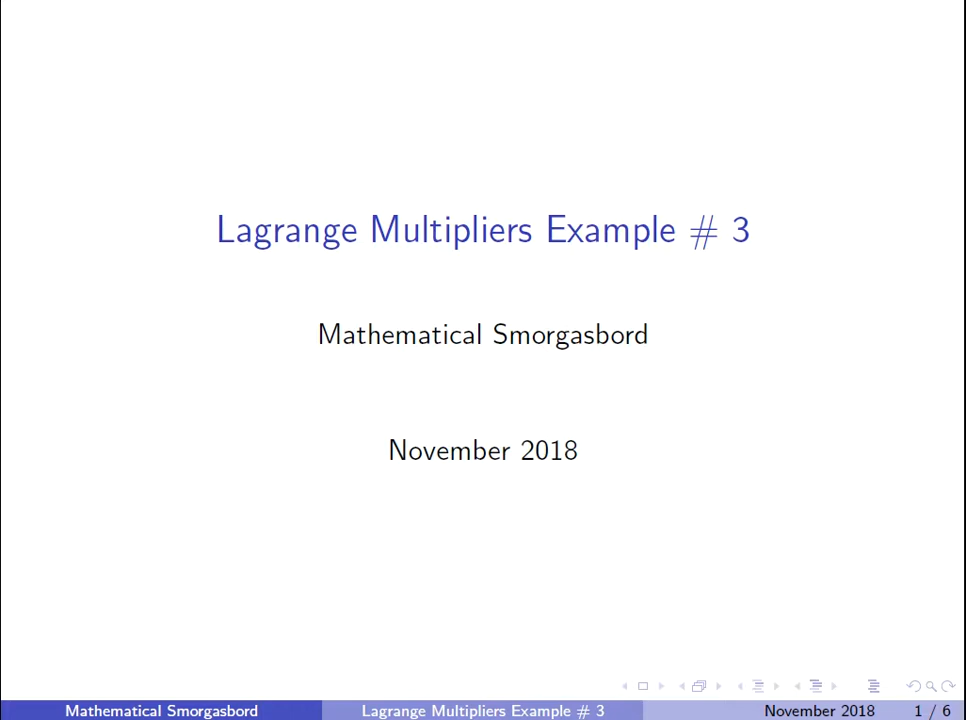 Lagrange Multipliers Example # 3
Mathematical Smorgasbord
November 2018
Mathematical Smorgasbord Lagrange Multipliers Example # 3 November 2018 1 / 6